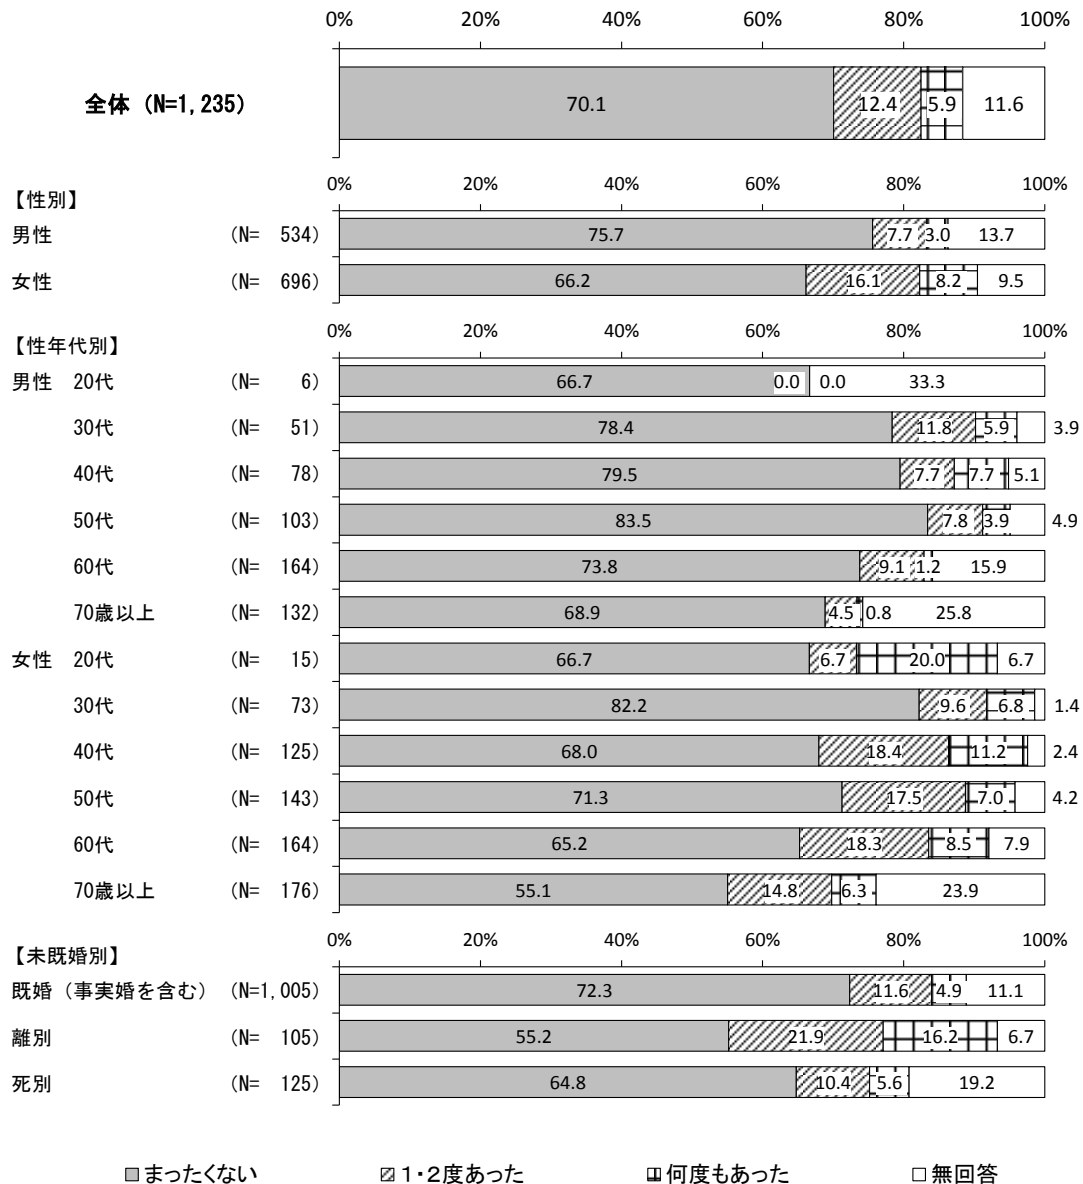 0% 20% 40% 60% 80% 100%
全体 (N=1,235) 70.1 12.4 5.9 11.6
【性別】 0% 20% 40% 60% 80% 100%
男性 (N= 534) 75.7 7.7 3.0 13.7
女性 (N= 696) 66.2 16.1 8.2 9.5
【性年代別】 0% 20% 40% 60% 80% 100%
男性 20代 (N= 6) 66.7 0.0 0.0 33.3
30代 (N= 51) 78.4 11.8 5.9 3.9
40代 (N= 78) 79.5 7.7 7.7 5.1
50代 (N= 103) 83.5 7.8 3.9 4.9
60代 (N= 164) 73.8 9.1 1.2 15.9
70歳以上 (N= 132) 68.9 4.5 0.8 25.8
女性 20代 (N= 15) 66.7 6.7 20.0 6.7
30代 (N= 73) 82.2 9.6 6.8 1.4
40代 (N= 125) 68.0 18.4 11.2 2.4
50代 (N= 143) 71.3 17.5 7.0 4.2
60代 (N= 164) 65.2 18.3 8.5 7.9
70歳以上 (N= 176) 55.1 14.8 6.3 23.9
【未既婚別】 0% 20% 40% 60% 80% 100%
既婚(事実婚を含む) (N=1,005) 72.3 11.6 4.9 11.1
離別 (N= 105) 55.2 21.9 16.2 6.7
死別 (N= 125) 64.8 10.4 5.6 19.2
まったくない 1・2度あった 何度もあった 無回答